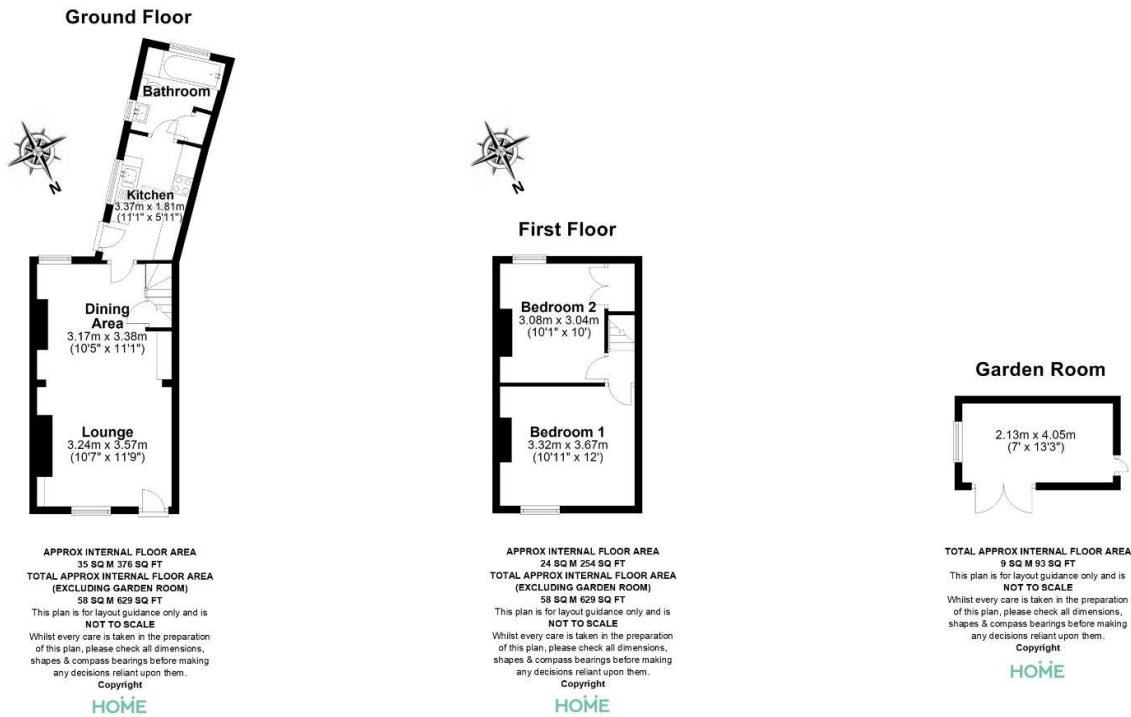 Ground Floor
Bathroom
N
Kitchen
3.37m x 1.81m
(11'1" x 5'11")
Dining
Area
3.17m x 3.38m
(10'5" x 11'1")
Lounge
3.24m x 3.57m
(10'7" x 11'9")
APPROX INTERNAL FLOOR AREA
35 SQ M 376 SQ FT
TOTAL APPROX INTERNAL FLOOR AREA
(EXCLUDING GARDEN ROOM)
58 SQ M 629 SQ FT
This plan is for layout guidance only and is
NOT TO SCALE
Whilst every care is taken in the preparation
of this plan, please check all dimensions,
shapes & compass bearings before making
any decisions reliant upon them.
Copyright
HOME
N
First Floor
Bedroom 2
3.08m x 3.04m
(10'1" x 10')
Bedroom 1
3.32m x 3.67m
(10'11" x 12')
APPROX INTERNAL FLOOR AREA
24 SQ M 254 SQ FT
TOTAL APPROX INTERNAL FLOOR AREA
(EXCLUDING GARDEN ROOM)
58 SQ M 629 SQ FT
This plan is for layout guidance only and is
NOT TO SCALE
Whilst every care is taken in the preparation
of this plan, please check all dimensions,
shapes & compass bearings before making
any decisions reliant upon them.
Copyright
HOME
Garden Room
2.13m x 4.05m
(7' x 13'3")
TOTAL APPROX INTERNAL FLOOR AREA
9 SQ M 93 SQ FT
This plan is for layout guidance only and is
NOT TO SCALE
Whilst every care is taken in the preparation
of this plan, please check all dimensions,
shapes & compass bearings before making
any decisions reliant upon them.
Copyright
HOME